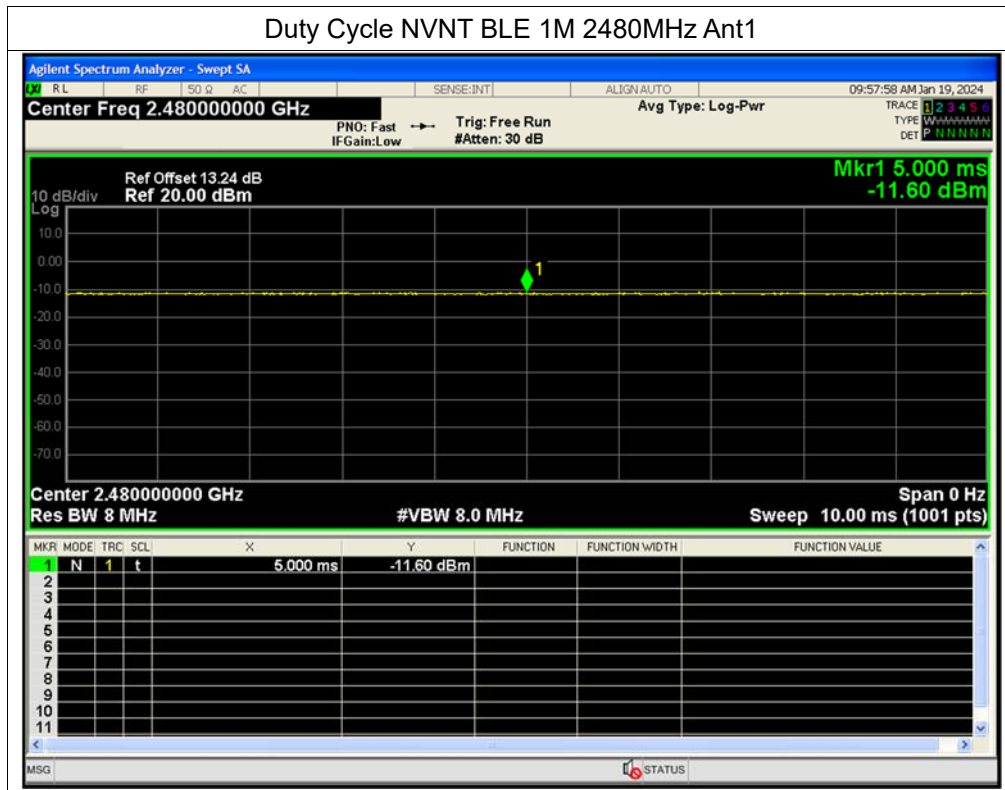 Duty Cycle NVNT BLE 1M 2480MHz Ant1
Agilent Spectrum Analyzer - Swept SA
LXI RL RF 50 Ω AC SENSE:INT ALIGN AUTO 09:57:58 AM Jan 19, 2024
Center Freq 2.480000000 GHz Avg Type: Log-Pwr TRACE 1 2 3 4 5 6
PNO: Fast Trig: Free Run TYPE W
IFGain:Low #Atten: 30 dB DET P N N N N N
Mkr1 5.000 ms
Ref Offset 13.24 dB
10 dB/div Ref 20.00 dBm -11.60 dBm
Log
10.0
0.00
1
-10.0
-20.0
-30.0
-40.0
-50.0
-60.0
-70.0
Center 2.480000000 GHz Span 0 Hz
Res BW 8 MHz #VBW 8.0 MHz Sweep 10.00 ms (1001 pts)
MKR MODE TRC SCL X Y FUNCTION FUNCTION WIDTH FUNCTION VALUE
1 N 1 t 5.000 ms -11.60 dBm
2
3
4
5
6
7
8
9
10
11
MSG STATUS